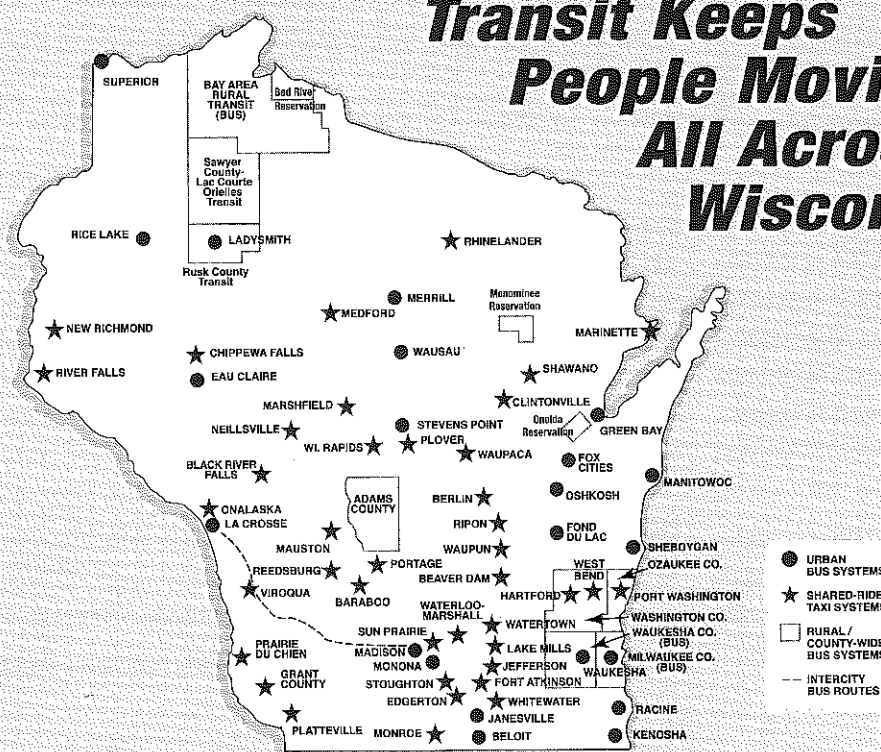 Transit Keeps
People Movi
All Acro
Wiscon
SUPERIOR
BAY AREA
RURAL
TRANSIT
(BUS)
Bad River
Reservation
Sawyer
County-
Lac Courte
Orielles
Transit
RICE LAKE
LADYSMITH
RHINELANDER
Rusk County
Transit
MERRILL
Monominee
Reservation
MEDFORD
NEW RICHMOND
MARINETTE
CHIPPEWA FALLS
WAUSAU
RIVER FALLS
EAU CLAIRE
SHAWANO
MARSHFIELD
CLINTONVILLE
STEVENS POINT
Oneida
Reservation
GREEN BAY
NEILLSVILLE
WI. RAPIDS
PLOVER
WAUPACA
FOX
CITIES
BLACK RIVER
FALLS
MANITOWOC
ADAMS
COUNTY
BERLIN
OSHKOSH
ONALASKA
LA CROSSE
RIPON
FOND
DU LAC
MAUSTON
WAUPUN
SHEBOYGAN
REEDSBURG
PORTAGE
BEAVER DAM
WEST
BEND
OZAUKEE CO.
VIROQUA
BARABOO
HARTFORD
PORT WASHINGTON
WATERLOO-
MARSHALL
WATERTOWN
WASHINGTON CO.
SUN PRAIRIE
WAUKESHA CO.
(BUS)
PRAIRIE
DU CHIEN
MADISON
LAKE MILLS
MONONA
MILWAUKEE CO.
(BUS)
JEFFERSON
WAUKESHA
GRANT
COUNTY
STOUGHTON
FORT ATKINSON
EDGERTON
WHITEWATER
RACINE
PLATTEVILLE
JANESVILLE
MONROE
BELOIT
KENOSHA
URBAN
BUS SYSTEMS
SHARED-RIDE
TAXI SYSTEMS
RURAL /
COUNTY-WIDE
BUS SYSTEMS
INTERCITY
BUS ROUTES